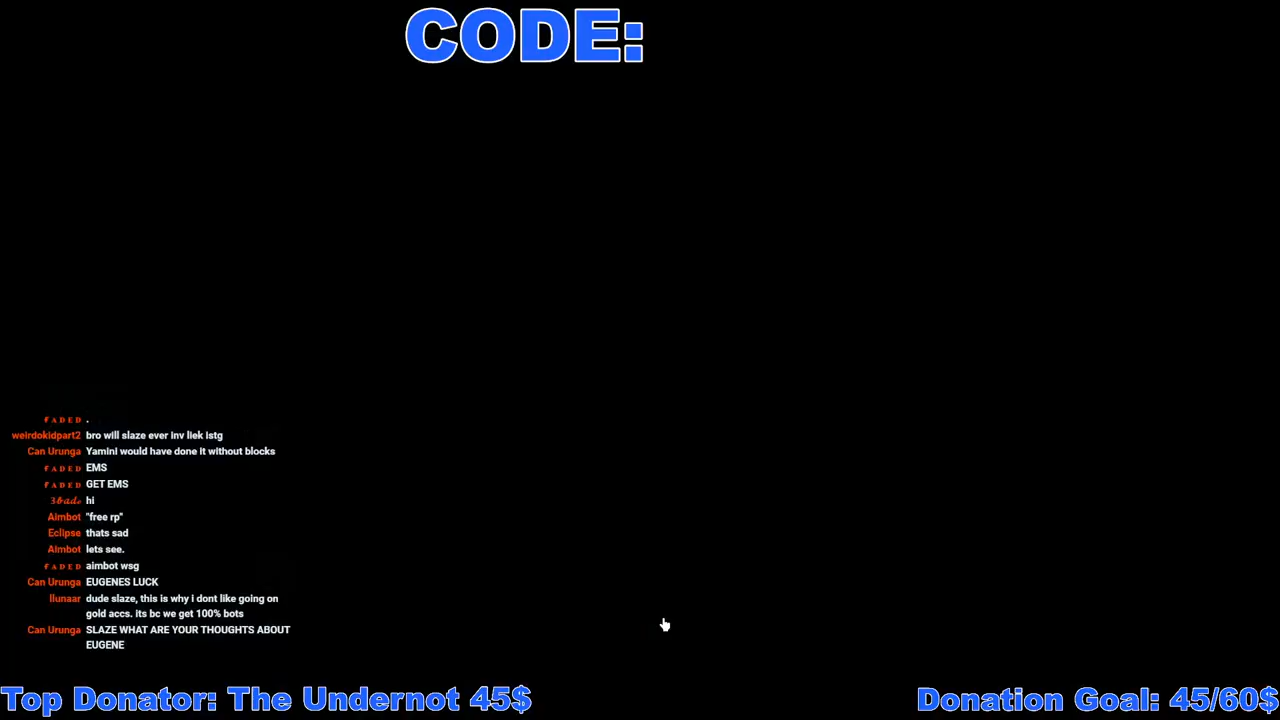 CODE:
FADED .
weirdokidpart2 bro will slaze ever inv liek istg
Can Urunga Yamini would have done it without blocks
FADED EMS
FADED GET EMS
hi
Aimbot "free rp"
Eclipse thats sad
Aimbot lets see.
FADED aimbot wsg
Can Urunga EUGENES LUCK
llunaar dude slaze, this is why i dont like going on
gold accs. its bc we get 100% bots
Can Urunga SLAZE WHAT ARE YOUR THOUGHTS ABOUT
EUGENE
Top Donator: The Undernot 45$
Donation Goal: 45/60$